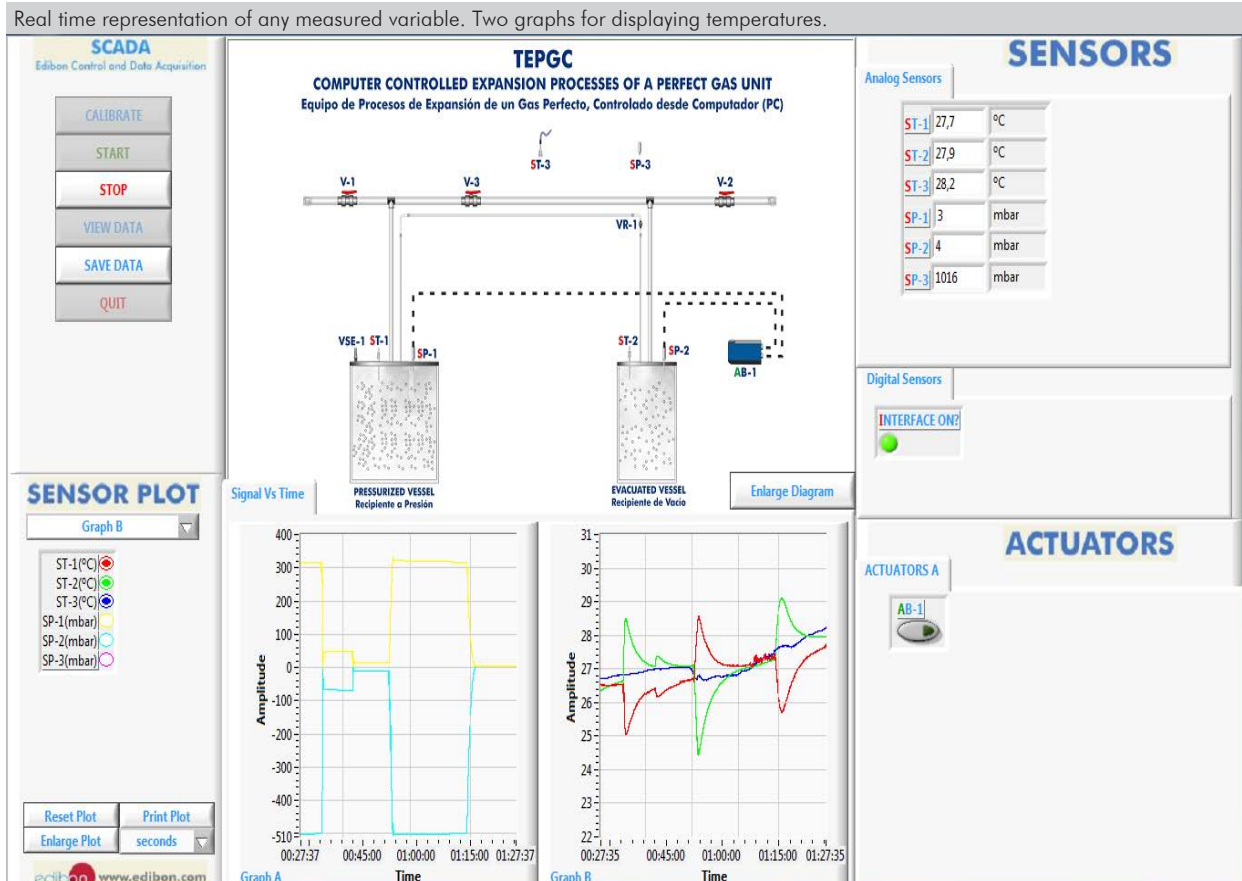 Real time representation of any measured variable. Two graphs for displaying temperatures.
SCADA
Edibon Control and Data Acquisition
CALIBRATE
START
STOP
VIEW DATA
SAVE DATA
QUIT
TEPGC
COMPUTER CONTROLLED EXPANSION PROCESSES OF A PERFECT GAS UNIT
Equipo de Procesos de Expansión de un Gas Perfecto, Controlado desde Computador (PC)
ST-3
SP-3
V-1
V-3
V-2
VR-1
VSE-1
ST-1
SP-1
ST-2
SP-2
AB-1
PRESSURIZED VESSEL
Recipiente a Presión
EVACUATED VESSEL
Recipiente de Vacío
Enlarge Diagram
SENSORS
Analog Sensors
ST-1 27,7 ºC
ST-2 27,9 ºC
ST-3 28,2 ºC
SP-1 3 mbar
SP-2 4 mbar
SP-3 1016 mbar
Digital Sensors
INTERFACE ON?
SENSOR PLOT
Graph B
ST-1(ºC)
ST-2(ºC)
ST-3(ºC)
SP-1(mbar)
SP-2(mbar)
SP-3(mbar)
Reset Plot
Print Plot
Enlarge Plot
seconds
edibon www.edibon.com
Signal Vs Time
400
300
200
100
0
-100
-200
-300
-400
-510
Amplitude
00:27:37 00:45:00 01:00:00 01:15:00 01:27:37
Graph A
Time
31
30
29
28
27
26
25
24
23
22
Amplitude
00:27:35 00:45:00 01:00:00 01:15:00 01:27:35
Graph B
Time
ACTUATORS
ACTUATORS A
AB-1